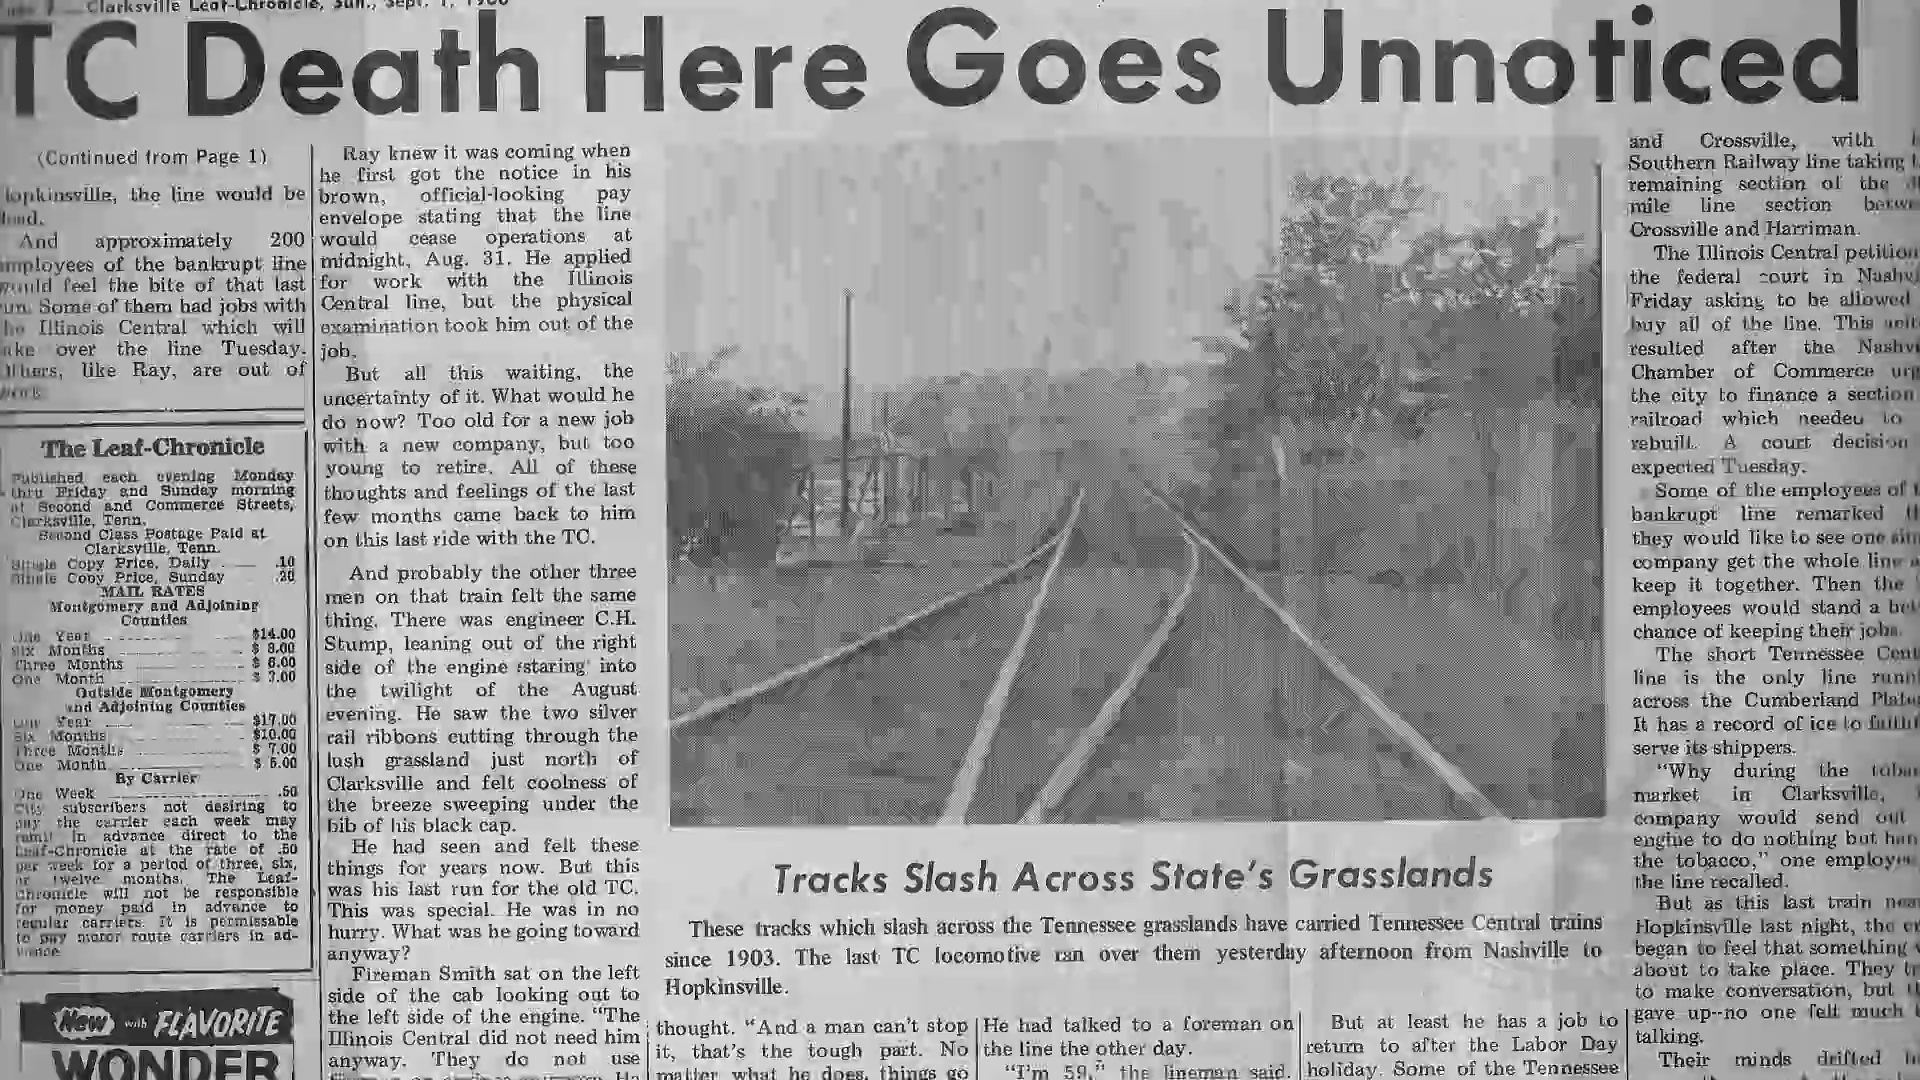 Clarksville Leaf-Chronicle, Sun., Sept. 1,
TC Death Here Goes Unnoticed
(Continued from Page 1)
Hopkinsville, the line would be
And approximately 200
employees of the bankrupt line
would feel the bite of that last
run. Some of them had jobs with
he Illinois Central which will
ake over the line Tuesday.
Others, like Ray, are out of
work.
The Leaf-Chronicle
Published each evening Monday
thru Friday and Sunday morning
at Second and Commerce Streets,
Clarksville, Tenn.
Second Class Postage Paid at
Clarksville, Tenn.
Single Copy Price, Daily .10
Single Copy Price, Sunday .20
MAIL RATES
Montgomery and Adjoining
Counties
One Year $14.00
Six Months $ 8.00
Three Months $ 6.00
One Month $ 3.00
Outside Montgomery
and Adjoining Counties
One Year $17.00
Six Months $10.00
Three Months $ 7.00
One Month $ 5.00
By Carrier
One Week .50
City subscribers not desiring to
pay the carrier each week may
remit in advance direct to the
Leaf-Chronicle at the rate of .50
per week for a period of three, six,
or twelve months. The Leaf-
Chronicle will not be responsible
for money paid in advance to
regular carriers. It is permissable
to pay motor route carriers in ad-
vance.
New with FLAVORITE
WONDER
Ray knew it was coming when
he first got the notice in his
brown, official-looking pay
envelope stating that the line
would cease operations at
midnight, Aug. 31. He applied
for work with the Illinois
Central line, but the physical
examination took him out of the
job.
But all this waiting, the
uncertainty of it. What would he
do now? Too old for a new job
with a new company, but too
young to retire. All of these
thoughts and feelings of the last
few months came back to him
on this last ride with the TC.
And probably the other three
men on that train felt the same
thing. There was engineer C.H.
Stump, leaning out of the right
side of the engine staring into
the twilight of the August
evening. He saw the two silver
rail ribbons cutting through the
lush grassland just north of
Clarksville and felt coolness of
the breeze sweeping under the
bib of his black cap.
He had seen and felt these
things for years now. But this
was his last run for the old TC.
This was special. He was in no
hurry. What was he going toward
anyway?
Fireman Smith sat on the left
side of the cab looking out to
the left side of the engine. "The
Illinois Central did not need him
anyway. They do not use
Tracks Slash Across State's Grasslands
These tracks which slash across the Tennessee grasslands have carried Tennessee Central trains
since 1903. The last TC locomotive ran over them yesterday afternoon from Nashville to
Hopkinsville.
thought. "And a man can't stop
it, that's the tough part. No
matter what he does, things go
He had talked to a foreman on
the line the other day.
"I'm 59," the lineman said.
But at least he has a job to
return to after the Labor Day
holiday. Some of the Tennessee
and Crossville, with
Southern Railway line taking
remaining section of the
mile line section betwe
Crossville and Harriman.
The Illinois Central petition
the federal court in Nashv
Friday asking to be allowed
buy all of the line. This
resulted after the Nashv
Chamber of Commerce urg
the city to finance a section
railroad which needed to
rebuilt. A court decision
expected Tuesday.
Some of the employees of
bankrupt line remarked
they would like to see one
company get the whole line
keep it together. Then the
employees would stand a bet
chance of keeping their jobs.
The short Tennessee Cent
line is the only line runn
across the Cumberland Plate
It has a record of ice to faithf
serve its shippers.
"Why during the tobac
market in Clarksville,
company would send out
engine to do nothing but hau
the tobacco," one employe
the line recalled.
But as this last train nea
Hopkinsville last night, the
began to feel that something
about to take place. They
to make conversation, but
gave up--no one felt much
talking.
Their minds drifted